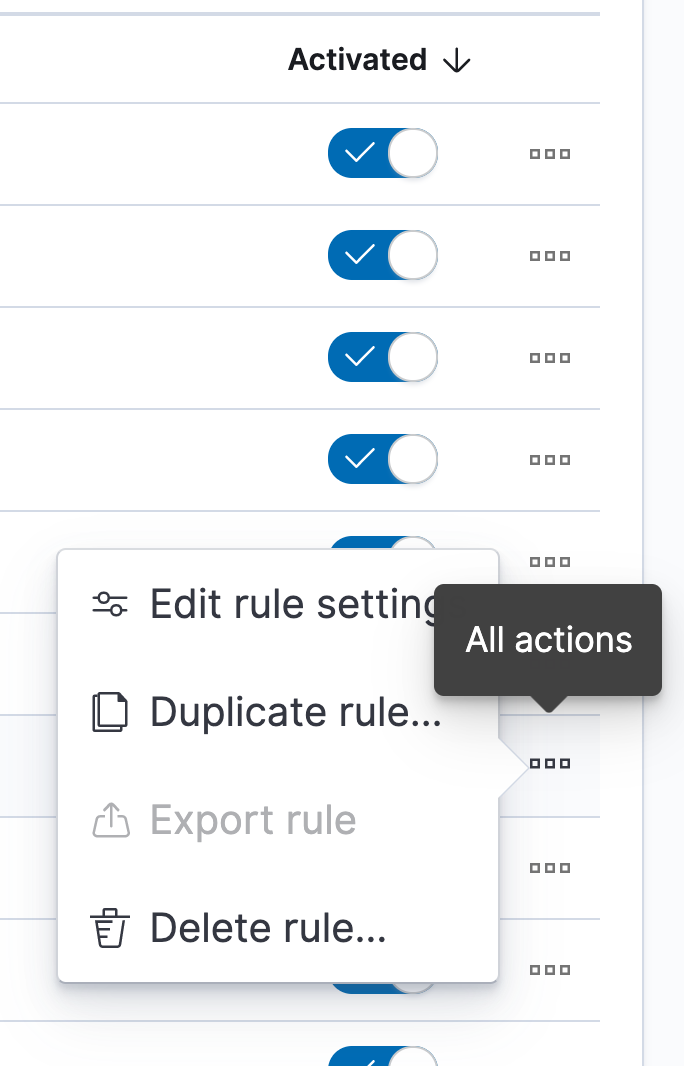 Activated
Edit rule setting
All actions
Duplicate rule...
Export rule
Delete rule...